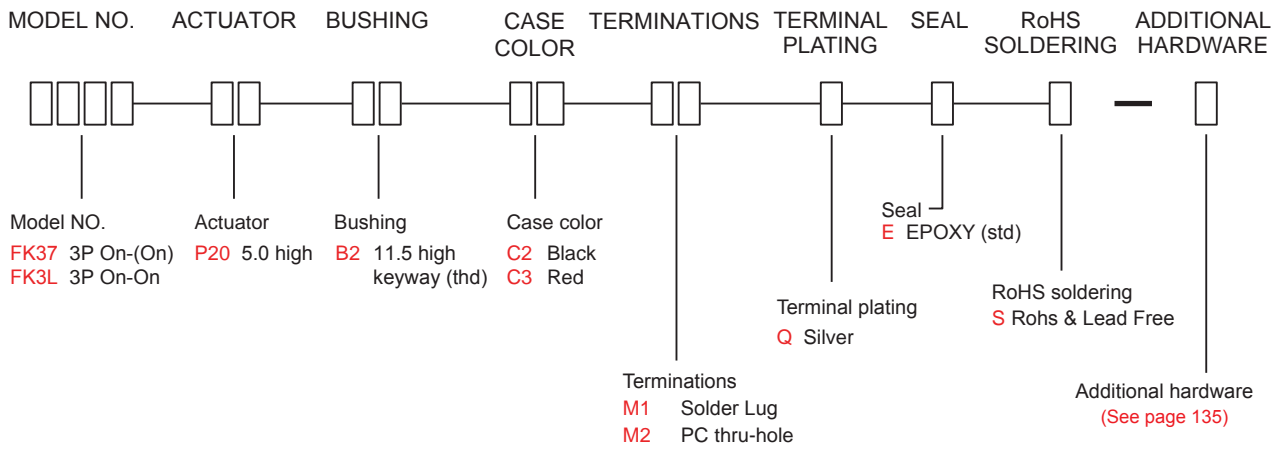 MODEL NO. ACTUATOR BUSHING CASE COLOR TERMINATIONS TERMINAL PLATING SEAL RoHS SOLDERING ADDITIONAL HARDWARE
Model NO.
FK37 3P On-(On)
FK3L 3P On-On
Actuator
P20 5.0 high
Bushing
B2 11.5 high
keyway (thd)
Case color
C2 Black
C3 Red
Terminations
M1 Solder Lug
M2 PC thru-hole
Terminal plating
Q Silver
Seal
E EPOXY (std)
RoHS soldering
S Rohs & Lead Free
Additional hardware
(See page 135)